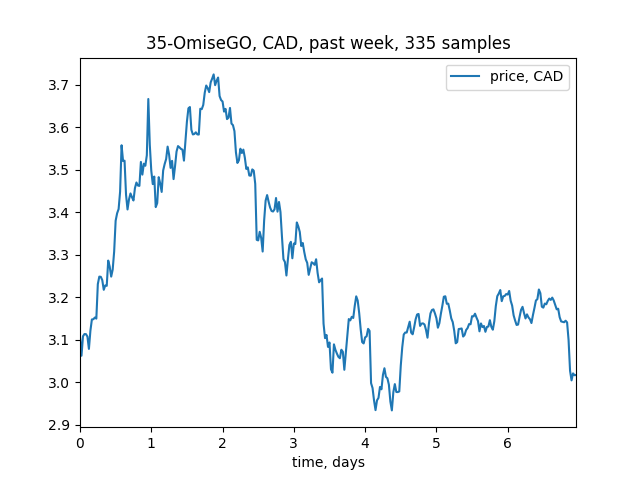 35-OmiseGO, CAD, past week, 335 samples
price, CAD
3.7
3.6
3.5
3.4
3.3
3.2
3.1
3.0
2.9
0 1 2 3 4 5 6
time, days